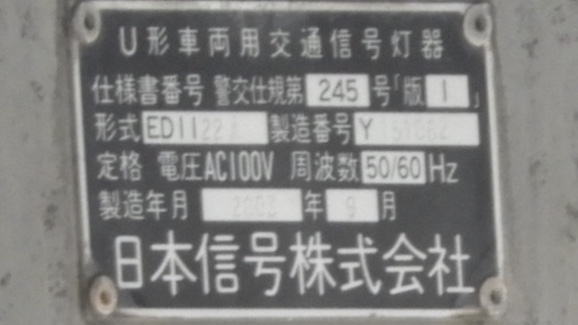 U形車両用交通信号灯器
仕様書番号 警交仕規第 245 号「版 1 」
形式 ED1122 製造番号 Y
定格 電圧AC100V 周波数 50/60 Hz
製造年月 2003 年 9 月
日本信号株式会社